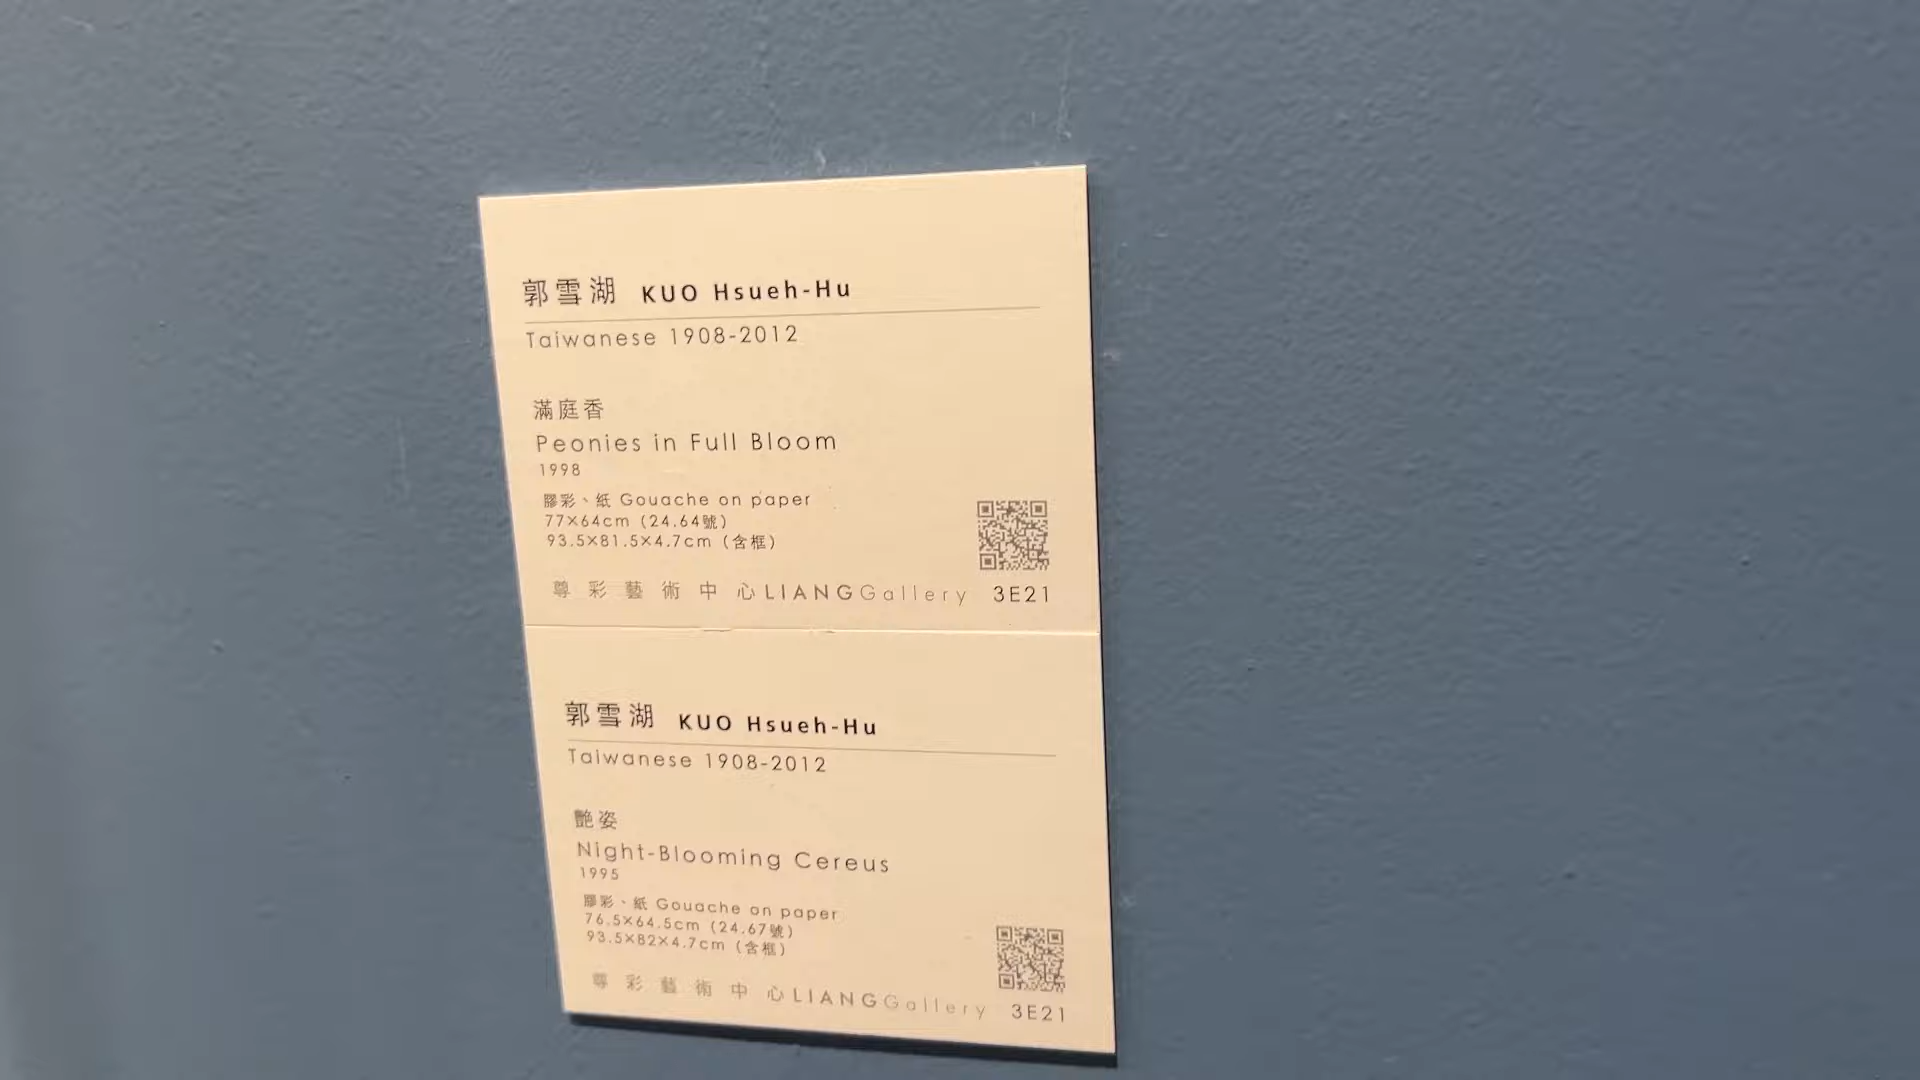 郭雪湖 KUO Hsueh-Hu
Taiwanese 1908-2012
滿庭香
Peonies in Full Bloom
1998
膠彩、紙 Gouache on paper
77×64cm (24.64號)
93.5×81.5×4.7cm (含框)
尊彩藝術中心LIANGGallery 3E21
郭雪湖 KUO Hsueh-Hu
Taiwanese 1908-2012
艷姿
Night-Blooming Cereus
1995
膠彩、紙 Gouache on paper
76.5×64.5cm (24.67號)
93.5×82×4.7cm (含框)
尊彩藝術中心LIANGGallery 3E21